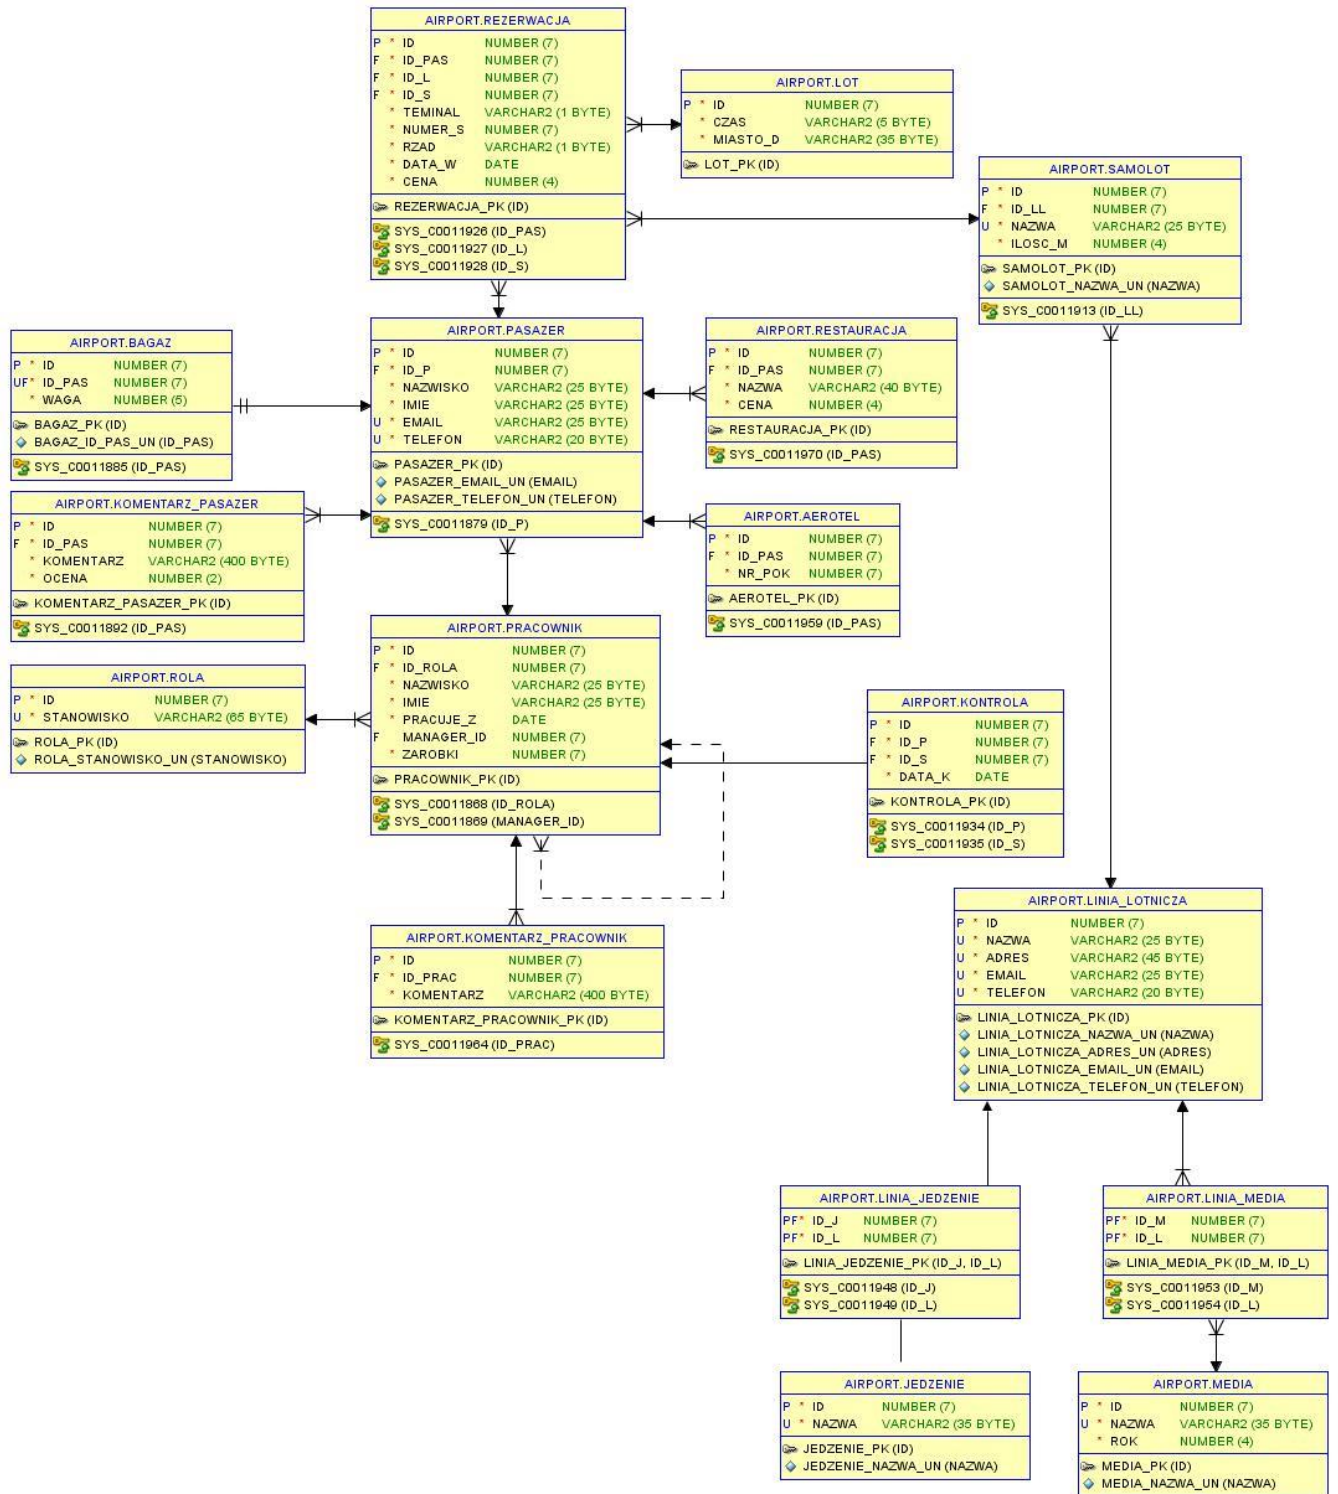 AIRPORT.REZERWACJA
P * ID NUMBER (7)
F * ID_PAS NUMBER (7)
F * ID_L NUMBER (7)
F * ID_S NUMBER (7)
* TEMINAL VARCHAR2 (1 BYTE)
* NUMER_S NUMBER (7)
* RZAD VARCHAR2 (1 BYTE)
* DATA_W DATE
* CENA NUMBER (4)
REZERWACJA_PK (ID)
SYS_C0011926 (ID_PAS)
SYS_C0011927 (ID_L)
SYS_C0011928 (ID_S)
AIRPORT.LOT
P * ID NUMBER (7)
* CZAS VARCHAR2 (5 BYTE)
* MIASTO_D VARCHAR2 (35 BYTE)
LOT_PK (ID)
AIRPORT.SAMOLOT
P * ID NUMBER (7)
F * ID_LL NUMBER (7)
U * NAZWA VARCHAR2 (25 BYTE)
* ILOSC_M NUMBER (4)
SAMOLOT_PK (ID)
SAMOLOT_NAZWA_UN (NAZWA)
SYS_C0011913 (ID_LL)
AIRPORT.BAGAZ
P * ID NUMBER (7)
UF* ID_PAS NUMBER (7)
* WAGA NUMBER (5)
BAGAZ_PK (ID)
BAGAZ_ID_PAS_UN (ID_PAS)
SYS_C0011885 (ID_PAS)
AIRPORT.PASAZER
P * ID NUMBER (7)
F * ID_P NUMBER (7)
* NAZWISKO VARCHAR2 (25 BYTE)
* IMIE VARCHAR2 (25 BYTE)
U * EMAIL VARCHAR2 (25 BYTE)
U * TELEFON VARCHAR2 (20 BYTE)
PASAZER_PK (ID)
PASAZER_EMAIL_UN (EMAIL)
PASAZER_TELEFON_UN (TELEFON)
SYS_C0011879 (ID_P)
AIRPORT.RESTAURACJA
P * ID NUMBER (7)
F * ID_PAS NUMBER (7)
* NAZWA VARCHAR2 (40 BYTE)
* CENA NUMBER (4)
RESTAURACJA_PK (ID)
SYS_C0011970 (ID_PAS)
AIRPORT.KOMENTARZ_PASAZER
P * ID NUMBER (7)
F * ID_PAS NUMBER (7)
* KOMENTARZ VARCHAR2 (400 BYTE)
* OCENA NUMBER (2)
KOMENTARZ_PASAZER_PK (ID)
SYS_C0011892 (ID_PAS)
AIRPORT.AEROTEL
P * ID NUMBER (7)
F * ID_PAS NUMBER (7)
* NR_POK NUMBER (7)
AEROTEL_PK (ID)
SYS_C0011959 (ID_PAS)
AIRPORT.PRACOWNIK
P * ID NUMBER (7)
F * ID_ROLA NUMBER (7)
* NAZWISKO VARCHAR2 (25 BYTE)
* IMIE VARCHAR2 (25 BYTE)
* PRACUJE_Z DATE
F MANAGER_ID NUMBER (7)
* ZAROBKI NUMBER (7)
PRACOWNIK_PK (ID)
SYS_C0011868 (ID_ROLA)
SYS_C0011869 (MANAGER_ID)
AIRPORT.ROLA
P * ID NUMBER (7)
U * STANOWISKO VARCHAR2 (65 BYTE)
ROLA_PK (ID)
ROLA_STANOWISKO_UN (STANOWISKO)
AIRPORT.KONTROLA
P * ID NUMBER (7)
F * ID_P NUMBER (7)
F * ID_S NUMBER (7)
* DATA_K DATE
KONTROLA_PK (ID)
SYS_C0011934 (ID_P)
SYS_C0011935 (ID_S)
AIRPORT.KOMENTARZ_PRACOWNIK
P * ID NUMBER (7)
F * ID_PRAC NUMBER (7)
* KOMENTARZ VARCHAR2 (400 BYTE)
KOMENTARZ_PRACOWNIK_PK (ID)
SYS_C0011964 (ID_PRAC)
AIRPORT.LINIA_LOTNICZA
P * ID NUMBER (7)
U * NAZWA VARCHAR2 (25 BYTE)
U * ADRES VARCHAR2 (45 BYTE)
U * EMAIL VARCHAR2 (25 BYTE)
U * TELEFON VARCHAR2 (20 BYTE)
LINIA_LOTNICZA_PK (ID)
LINIA_LOTNICZA_NAZWA_UN (NAZWA)
LINIA_LOTNICZA_ADRES_UN (ADRES)
LINIA_LOTNICZA_EMAIL_UN (EMAIL)
LINIA_LOTNICZA_TELEFON_UN (TELEFON)
AIRPORT.LINIA_JEDZENIE
PF* ID_J NUMBER (7)
PF* ID_L NUMBER (7)
LINIA_JEDZENIE_PK (ID_J, ID_L)
SYS_C0011948 (ID_J)
SYS_C0011949 (ID_L)
AIRPORT.LINIA_MEDIA
PF* ID_M NUMBER (7)
PF* ID_L NUMBER (7)
LINIA_MEDIA_PK (ID_M, ID_L)
SYS_C0011953 (ID_M)
SYS_C0011954 (ID_L)
AIRPORT.JEDZENIE
P * ID NUMBER (7)
U * NAZWA VARCHAR2 (35 BYTE)
JEDZENIE_PK (ID)
JEDZENIE_NAZWA_UN (NAZWA)
AIRPORT.MEDIA
P * ID NUMBER (7)
U * NAZWA VARCHAR2 (35 BYTE)
* ROK NUMBER (4)
MEDIA_PK (ID)
MEDIA_NAZWA_UN (NAZWA)